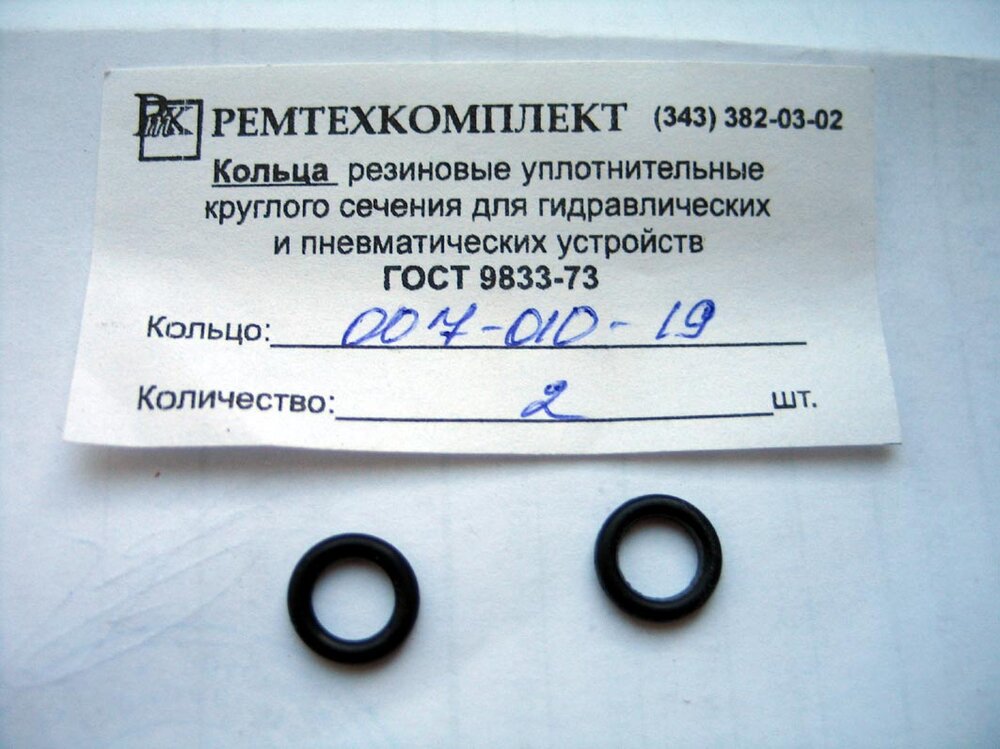 РТК РЕМТЕХКОМПЛЕКТ (343) 382-03-02
Кольца резиновые уплотнительные
круглого сечения для гидравлических
и пневматических устройств
ГОСТ 9833-73
Кольцо: 007-010-19
Количество: 2 шт.